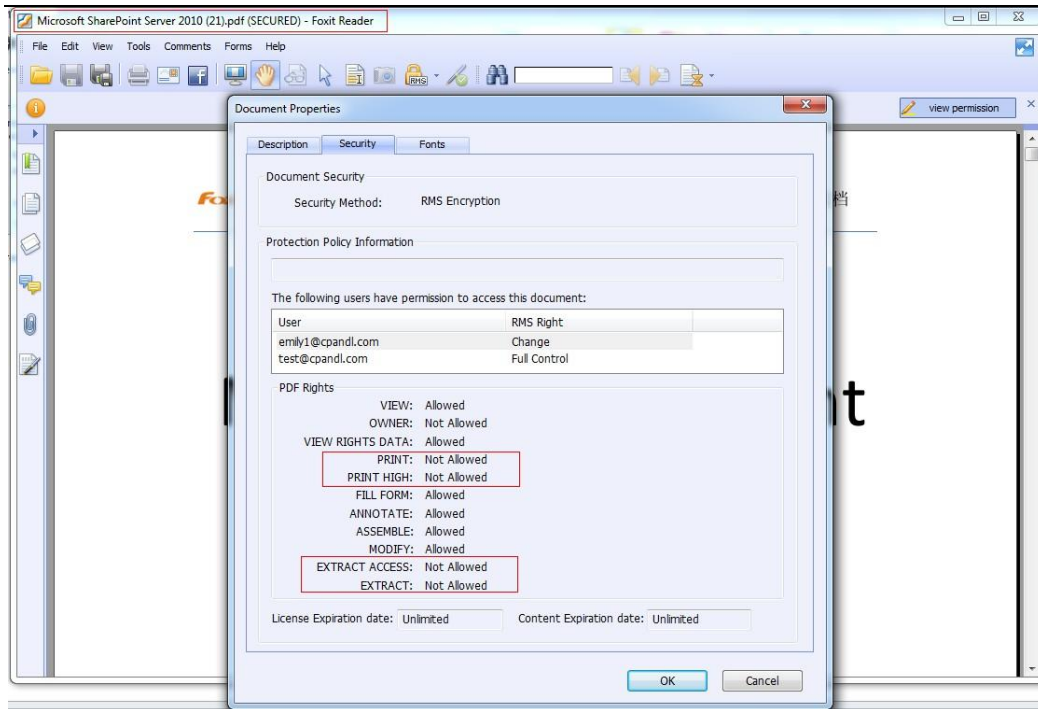 Microsoft SharePoint Server 2010 (21).pdf (SECURED) - Foxit Reader
File Edit View Tools Comments Forms Help
RMS
view permission
Document Properties
Description Security Fonts
Document Security
Security Method: RMS Encryption
档
Protection Policy Information
The following users have permission to access this document:
User RMS Right
emily1@cpandl.com Change
test@cpandl.com Full Control
PDF Rights
VIEW: Allowed
OWNER: Not Allowed
VIEW RIGHTS DATA: Allowed
PRINT: Not Allowed
PRINT HIGH: Not Allowed
FILL FORM: Allowed
ANNOTATE: Allowed
ASSEMBLE: Allowed
MODIFY: Allowed
EXTRACT ACCESS: Not Allowed
EXTRACT: Not Allowed
License Expiration date: Unlimited Content Expiration date: Unlimited
OK Cancel